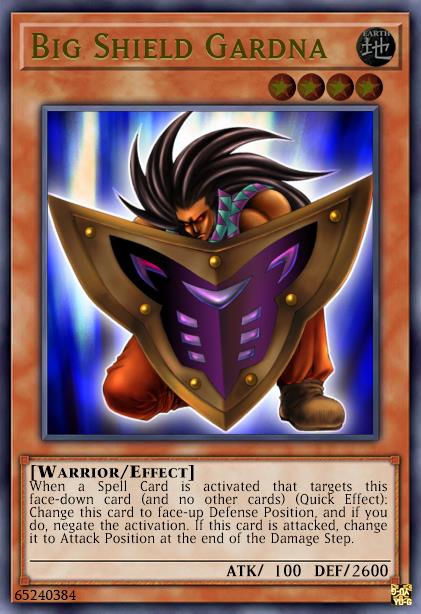 Big Shield Gardna
EARTH
地
[Warrior/Effect]
When a Spell Card is activated that targets this
face-down card (and no other cards) (Quick Effect):
Change this card to face-up Defense Position, and if you
do, negate the activation. If this card is attacked, change
it to Attack Position at the end of the Damage Step.
ATK/ 100 DEF/2600
65240384